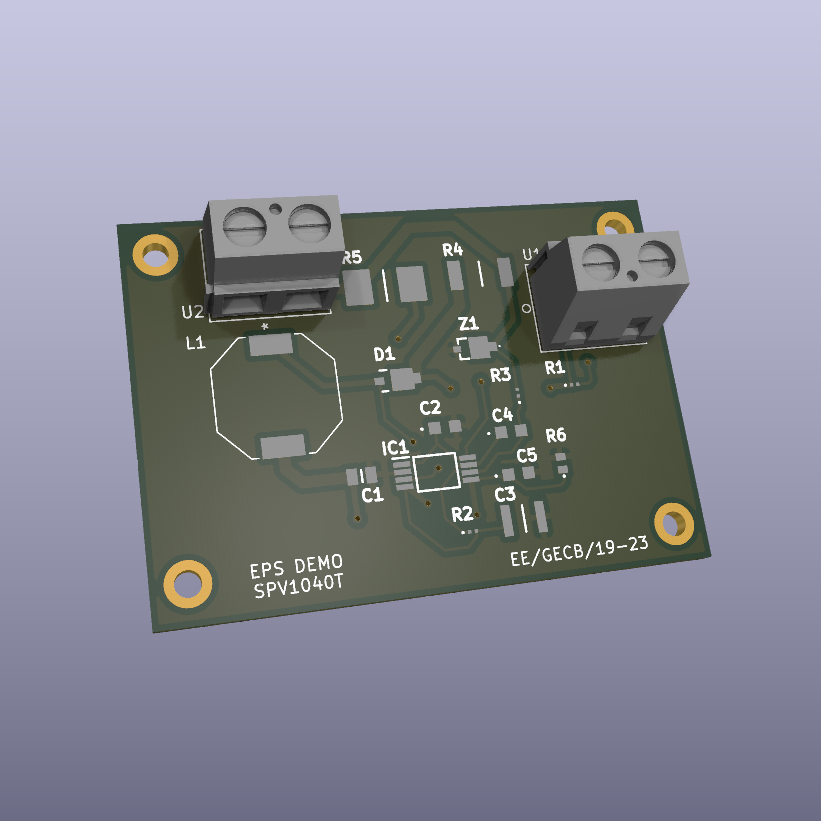 R5
R4
U1
U2
*
L1
Z1
D1
R3
R1
C2
C4
R6
IC1
C5
C1
C3
R2
EPS DEMO
SPV1040T
EE/GECB/19-23